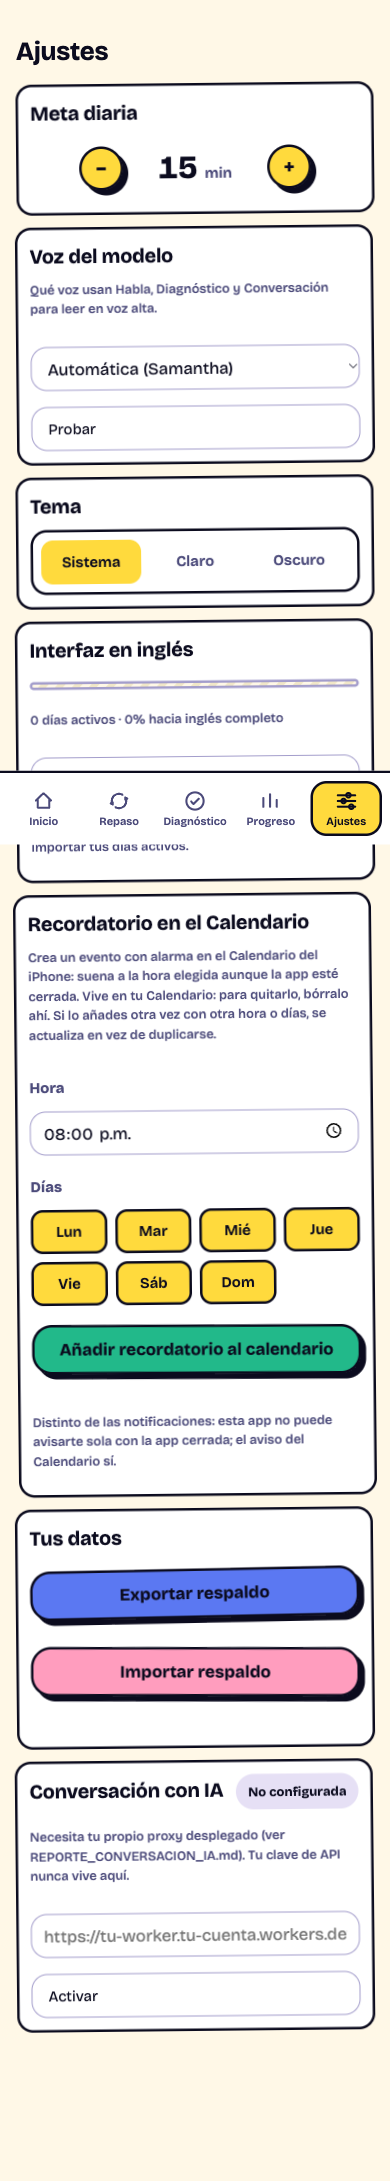 Ajustes
Meta diaria
-
15 min
+
Voz del modelo
Qué voz usan Habla, Diagnóstico y Conversación
para leer en voz alta.
Automática (Samantha)
Probar
Tema
Sistema
Claro
Oscuro
Interfaz en inglés
0 días activos · 0% hacia inglés completo
Inicio
Repaso
Diagnóstico
Progreso
Ajustes
importar tus días activos.
Recordatorio en el Calendario
Crea un evento con alarma en el Calendario del
iPhone: suena a la hora elegida aunque la app esté
cerrada. Vive en tu Calendario: para quitarlo, bórralo
ahí. Si lo añades otra vez con otra hora o días, se
actualiza en vez de duplicarse.
Hora
08:00 p.m.
Días
Lun
Mar
Mié
Jue
Vie
Sáb
Dom
Añadir recordatorio al calendario
Distinto de las notificaciones: esta app no puede
avisarte sola con la app cerrada; el aviso del
Calendario sí.
Tus datos
Exportar respaldo
Importar respaldo
Conversación con IA
No configurada
Necesita tu propio proxy desplegado (ver
REPORTE_CONVERSACION_IA.md). Tu clave de API
nunca vive aquí.
https://tu-worker.tu-cuenta.workers.de
Activar